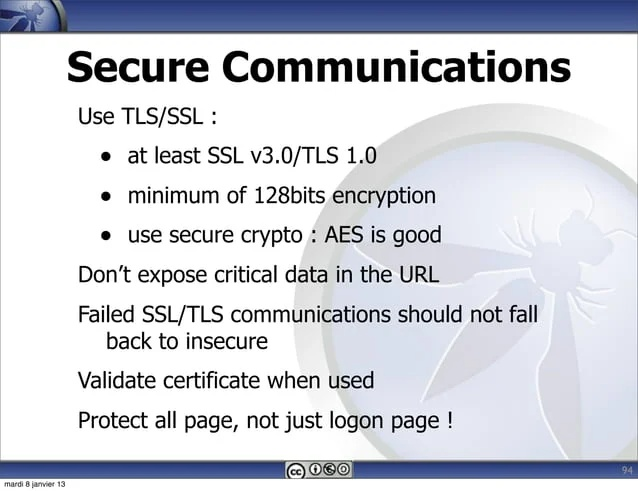 Secure Communications
Use TLS/SSL :
• at least SSL v3.0/TLS 1.0
• minimum of 128bits encryption
• use secure crypto : AES is good
Don’t expose critical data in the URL
Failed SSL/TLS communications should not fall
back to insecure
Validate certificate when used
Protect all page, not just logon page !
94
mardi 8 janvier 13